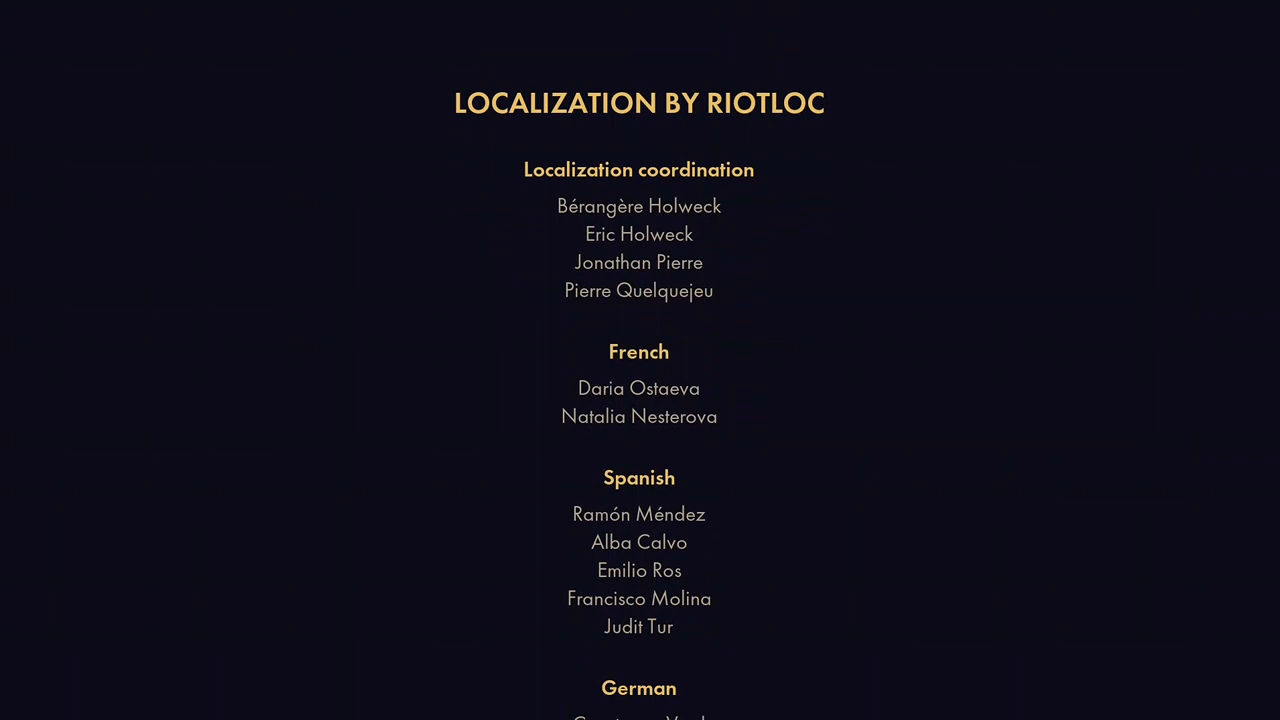 LOCALIZATION BY RIOTLOC
Localization coordination
Bérangère Holweck
Eric Holweck
Jonathan Pierre
Pierre Quelquejeu
French
Daria Ostaeva
Natalia Nesterova
Spanish
Ramón Méndez
Alba Calvo
Emilio Ros
Francisco Molina
Judit Tur
German